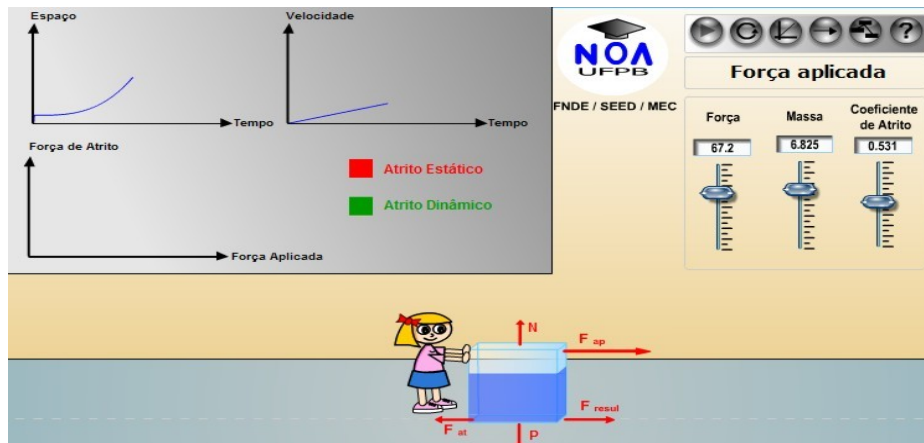 Espaço
Tempo
Velocidade
Tempo
Força de Atrito
Força Aplicada
Atrito Estático
Atrito Dinâmico
NOA
UFPB
FNDE / SEED / MEC
?
Força aplicada
Força
67.2
Massa
6.825
Coeficiente
de Atrito
0.531
N
F ap
F at
P
F resul